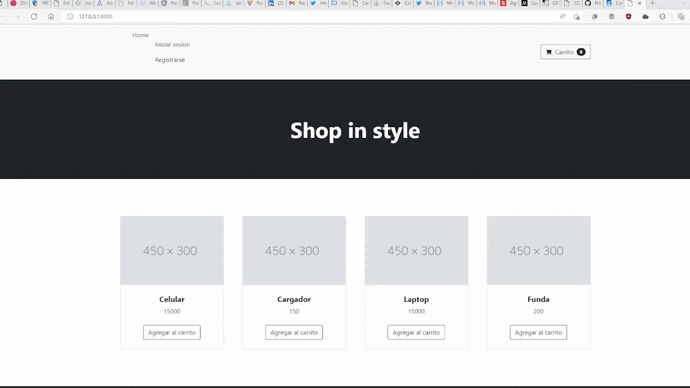 127.0.0.1:8000
Home
Iniciar sesion
Registrarse
Carrito 0
Shop in style
450 × 300
450 × 300
450 × 300
450 × 300
Celular
15000
Agregar al carrito
Cargador
150
Agregar al carrito
Laptop
15000
Agregar al carrito
Funda
200
Agregar al carrito